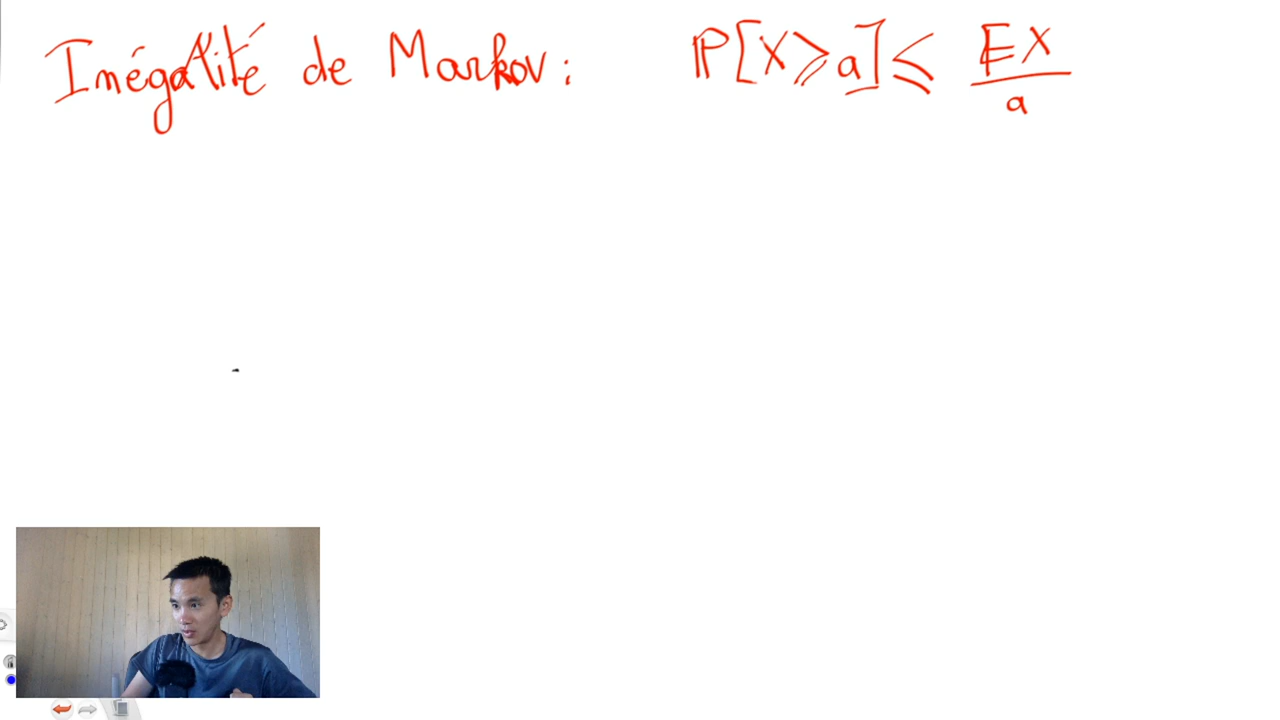 Inégalité de Markov : ℙ[X ⩾ a] ≤ EX / a